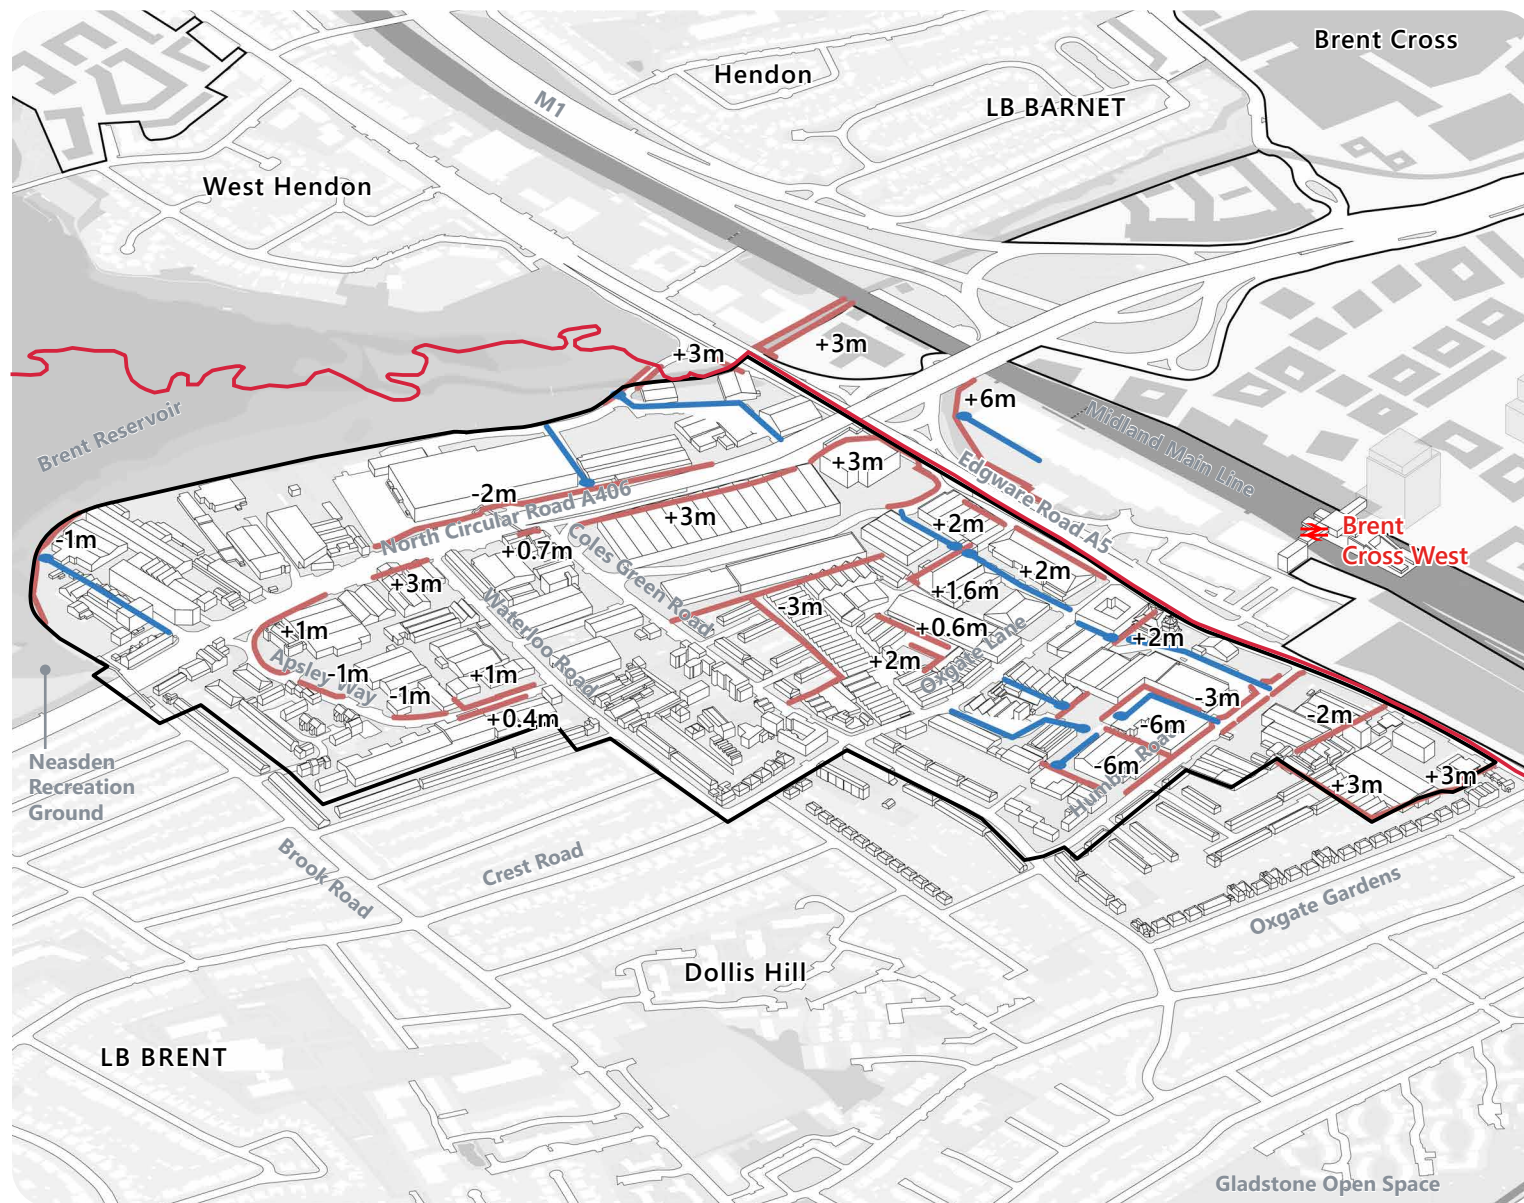 Brent Cross
Hendon
M1
LB BARNET
West Hendon
+3m
+3m
+6m
Brent Reservoir
Midland Main Line
+3m
Edgware Road A5
-2m
North Circular Road A406
+3m
+2m
Brent
Cross West
-1m
+0.7m
Coles Green Road
+2m
+3m
+1.6m
Waterloo Road
-3m
+1m
+0.6m
+2m
Apsley Way
-1m
+2m
Oxgate Lane
-1m
+1m
-3m
+0.4m
-6m
-2m
Neasden
Recreation
Ground
-6m
Humber Road
+3m
+3m
Brook Road
Crest Road
Oxgate Gardens
Dollis Hill
LB BRENT
Gladstone Open Space